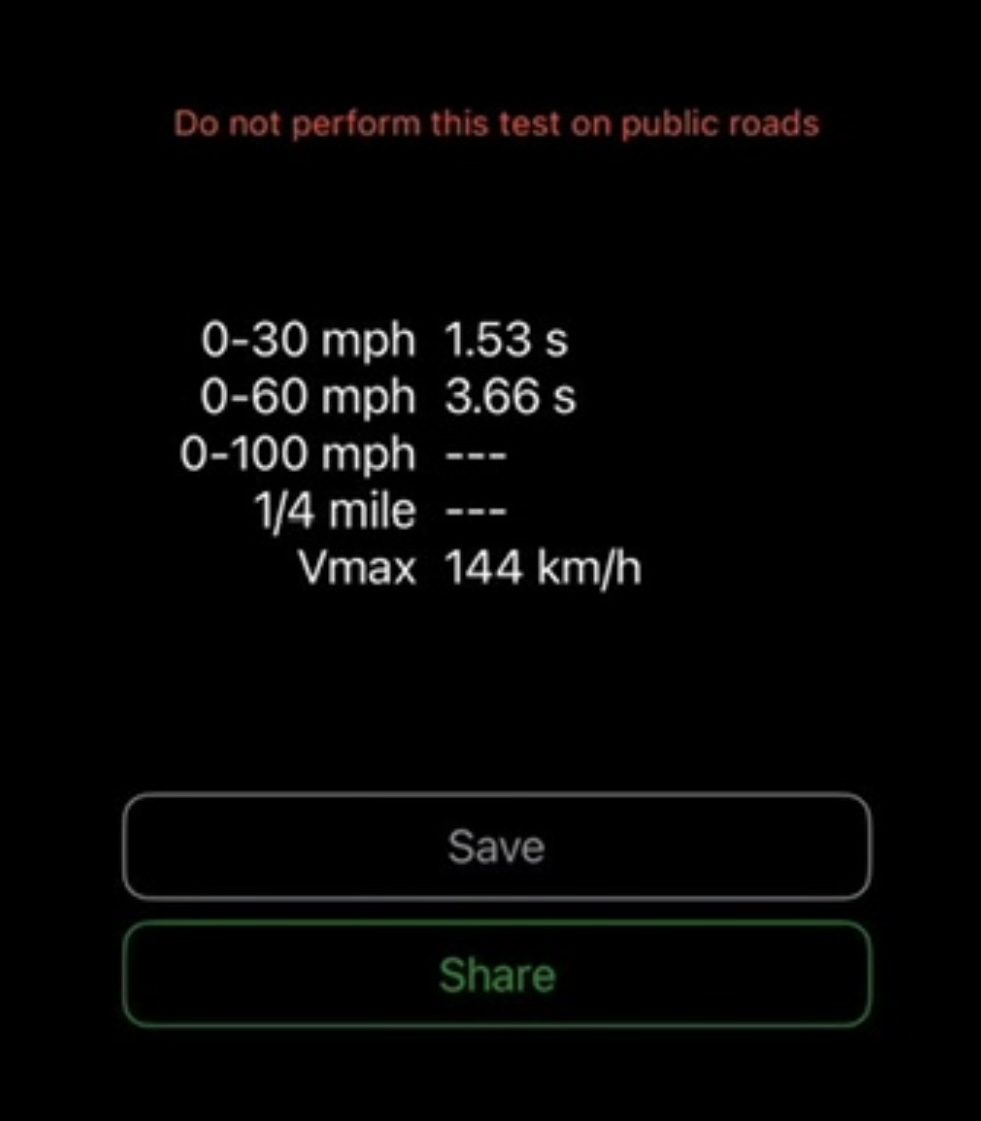 Do not perform this test on public roads
0-30 mph 1.53 s
0-60 mph 3.66 s
0-100 mph ---
1/4 mile ---
Vmax 144 km/h
Save
Share